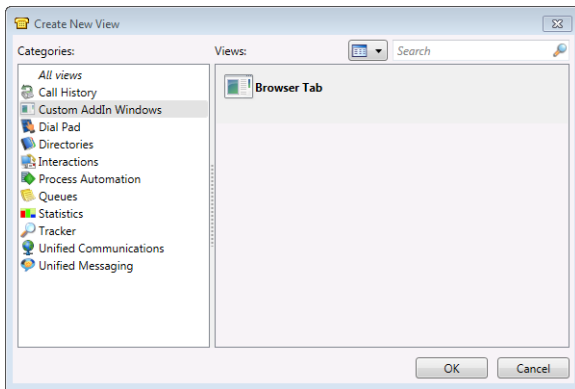 Create New View
Categories:
Views:
Search
All views
Call History
Custom AddIn Windows
Dial Pad
Directories
Interactions
Process Automation
Queues
Statistics
Tracker
Unified Communications
Unified Messaging
Browser Tab
OK
Cancel